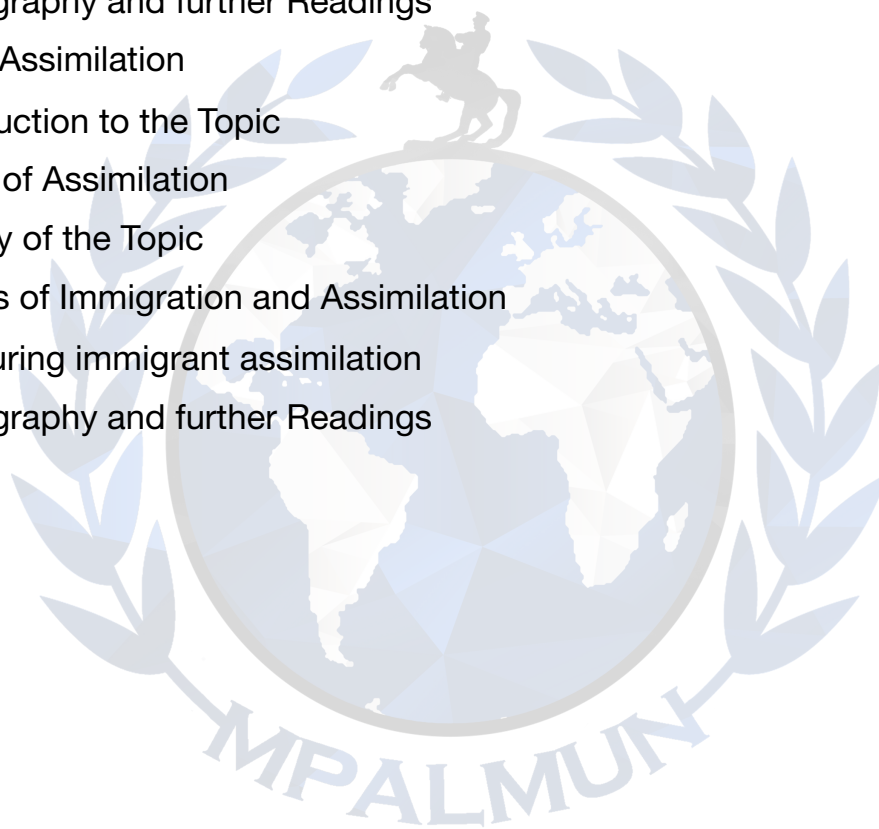 graphy and further Readings
Assimilation
uction to the Topic
of Assimilation
y of the Topic
s of Immigration and Assimilation
uring immigrant assimilation
graphy and further Readings
MPALMUN